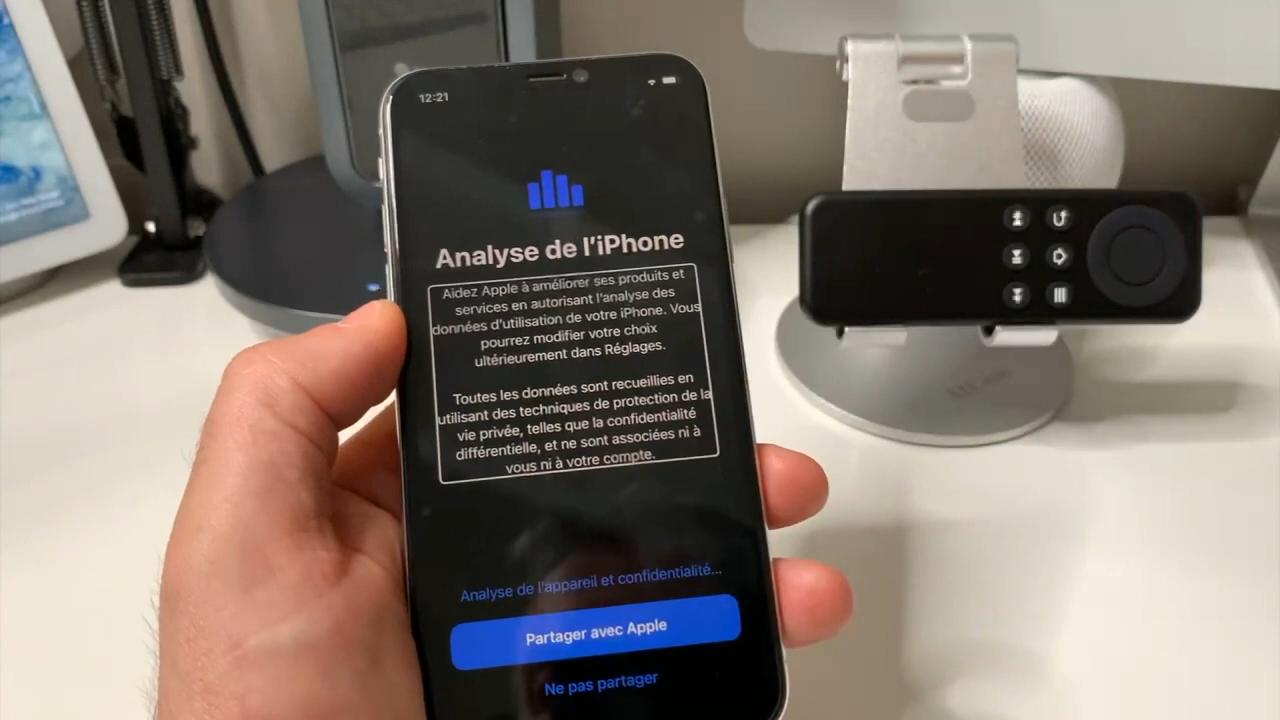 12:21
Analyse de l'iPhone
Aidez Apple à améliorer ses produits et
services en autorisant l'analyse des
données d'utilisation de votre iPhone. Vous
pourrez modifier votre choix
ultérieurement dans Réglages.
Toutes les données sont recueillies en
utilisant des techniques de protection de la
vie privée, telles que la confidentialité
différentielle, et ne sont associées ni à
vous ni à votre compte.
Analyse de l'appareil et confidentialité...
Partager avec Apple
Ne pas partager